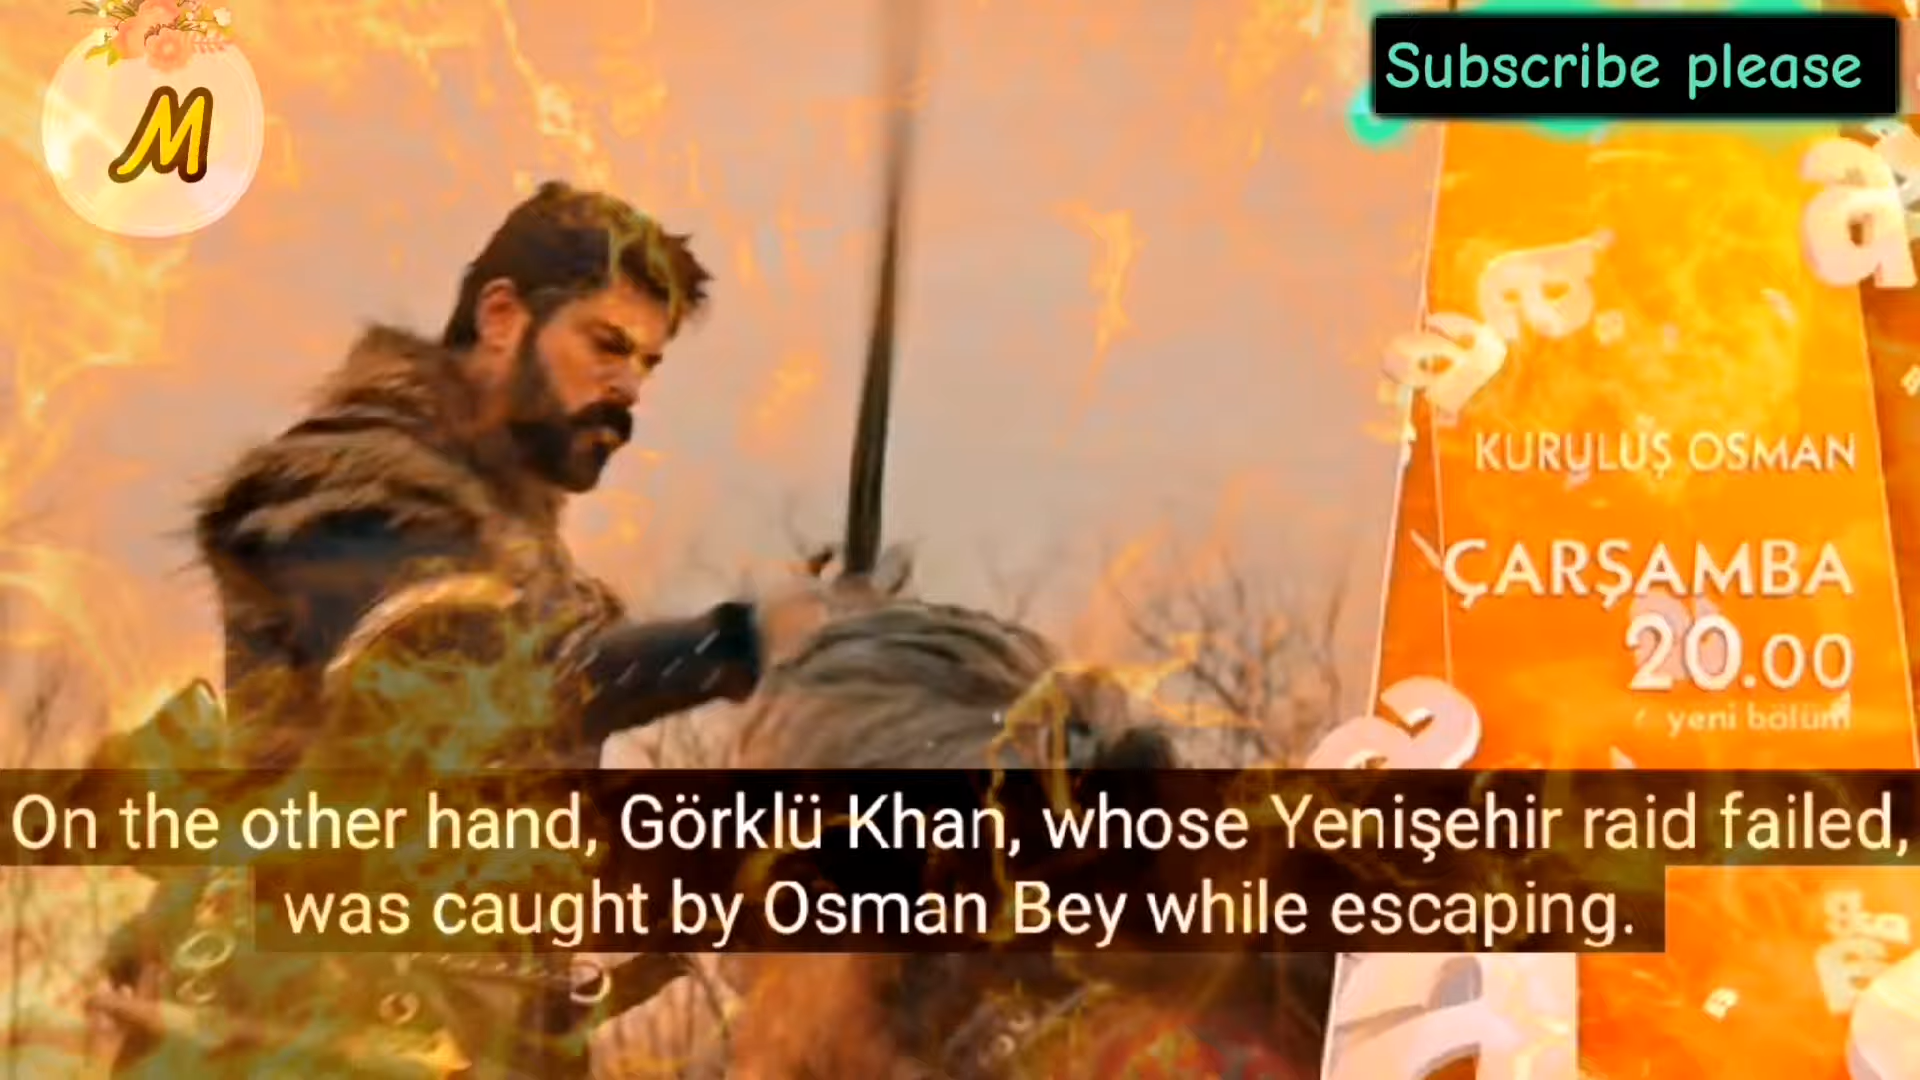 M
Subscribe please
KURULUŞ OSMAN
ÇARŞAMBA
20.00
yeni bölüm
On the other hand, Görklü Khan, whose Yenişehir raid failed,
was caught by Osman Bey while escaping.